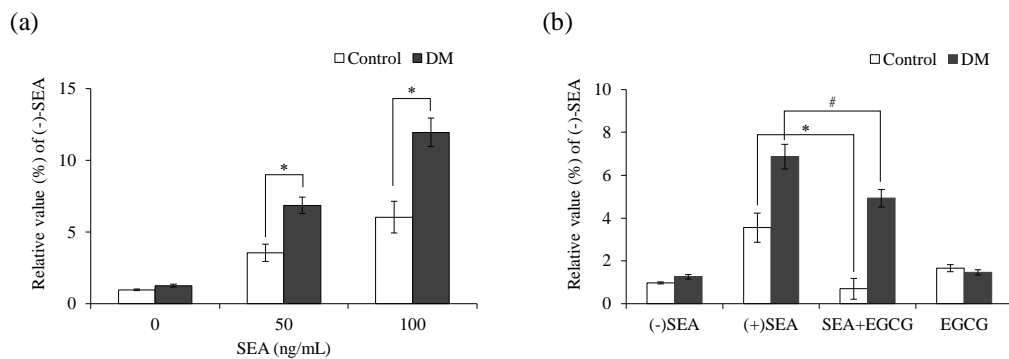 (a)
Control DM
Relative value (%) of (-)-SEA
15
10
5
0
*
*
0 50 100
SEA (ng/mL)
(b)
Control DM
Relative value (%) of (-)-SEA
10
8
6
4
2
0
#
*
(-)SEA (+)SEA SEA+EGCG EGCG